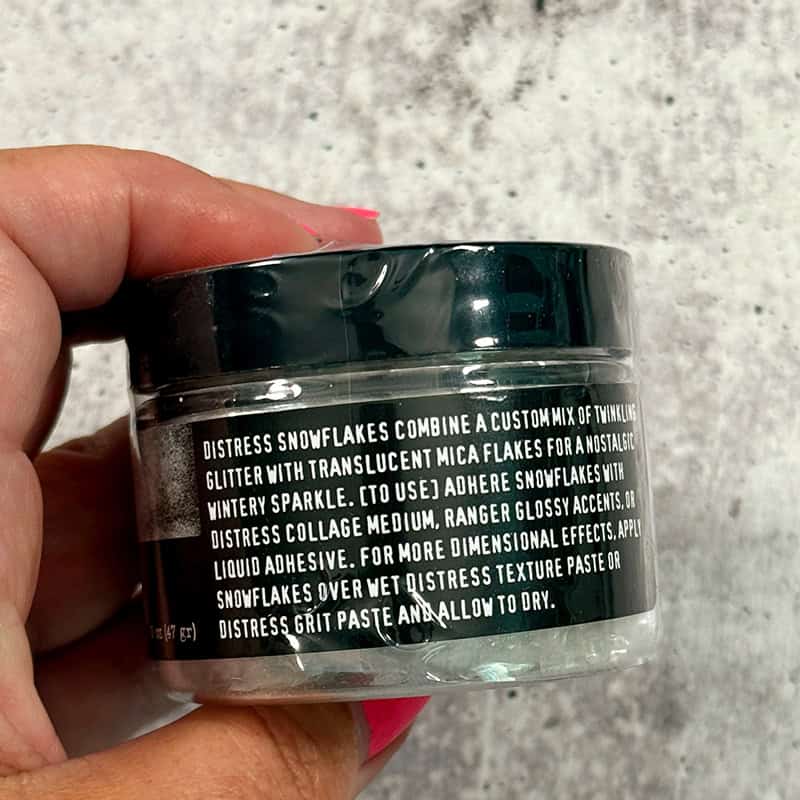 DISTRESS SNOWFLAKES COMBINE A CUSTOM MIX OF TWINKLING
GLITTER WITH TRANSLUCENT MICA FLAKES FOR A NOSTALGIC
WINTERY SPARKLE. [TO USE] ADHERE SNOWFLAKES WITH
DISTRESS COLLAGE MEDIUM, RANGER GLOSSY ACCENTS, OR
LIQUID ADHESIVE. FOR MORE DIMENSIONAL EFFECTS, APPLY
SNOWFLAKES OVER WET DISTRESS TEXTURE PASTE OR
DISTRESS GRIT PASTE AND ALLOW TO DRY.
oz (47 gr)